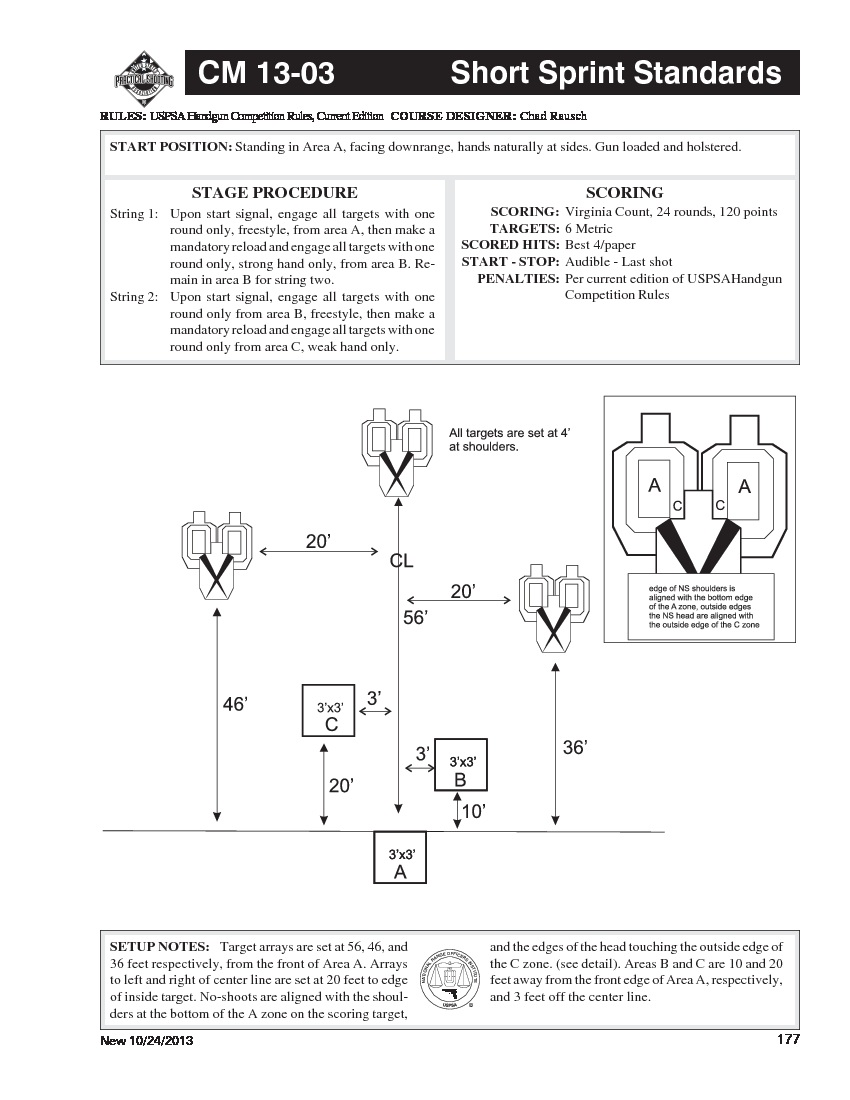 PRACTICAL SHOOTING
CM 13-03 Short Sprint Standards
RULES: USPSA Handgun Competition Rules, Current Edition COURSE DESIGNER: Chad Rausch
START POSITION: Standing in Area A, facing downrange, hands naturally at sides. Gun loaded and holstered.
STAGE PROCEDURE
String 1: Upon start signal, engage all targets with one
round only, freestyle, from area A, then make a
mandatory reload and engage all targets with one
round only, strong hand only, from area B. Re-
main in area B for string two.
String 2: Upon start signal, engage all targets with one
round only from area B, freestyle, then make a
mandatory reload and engage all targets with one
round only from area C, weak hand only.
SCORING
SCORING: Virginia Count, 24 rounds, 120 points
TARGETS: 6 Metric
SCORED HITS: Best 4/paper
START - STOP: Audible - Last shot
PENALTIES: Per current edition of USPSA Handgun
Competition Rules
All targets are set at 4'
at shoulders.
A A
C C
edge of NS shoulders is
aligned with the bottom edge
of the A zone, outside edges
the NS head are aligned with
the outside edge of the C zone
20'
CL
20'
56'
46'
3'x3'
C
3'
20'
3'
3'x3'
B
10'
36'
3'x3'
A
SETUP NOTES: Target arrays are set at 56, 46, and
36 feet respectively, from the front of Area A. Arrays
to left and right of center line are set at 20 feet to edge
of inside target. No-shoots are aligned with the shoul-
ders at the bottom of the A zone on the scoring target,
USPSA
and the edges of the head touching the outside edge of
the C zone. (see detail). Areas B and C are 10 and 20
feet away from the front edge of Area A, respectively,
and 3 feet off the center line.
New 10/24/2013 177